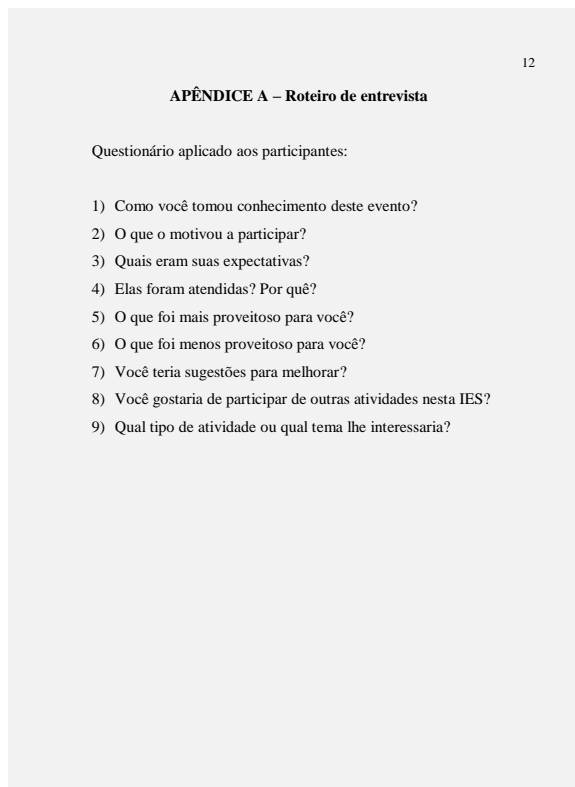 12
APÊNDICE A – Roteiro de entrevista
Questionário aplicado aos participantes:
1) Como você tomou conhecimento deste evento?
2) O que o motivou a participar?
3) Quais eram suas expectativas?
4) Elas foram atendidas? Por quê?
5) O que foi mais proveitoso para você?
6) O que foi menos proveitoso para você?
7) Você teria sugestões para melhorar?
8) Você gostaria de participar de outras atividades nesta IES?
9) Qual tipo de atividade ou qual tema lhe interessaria?